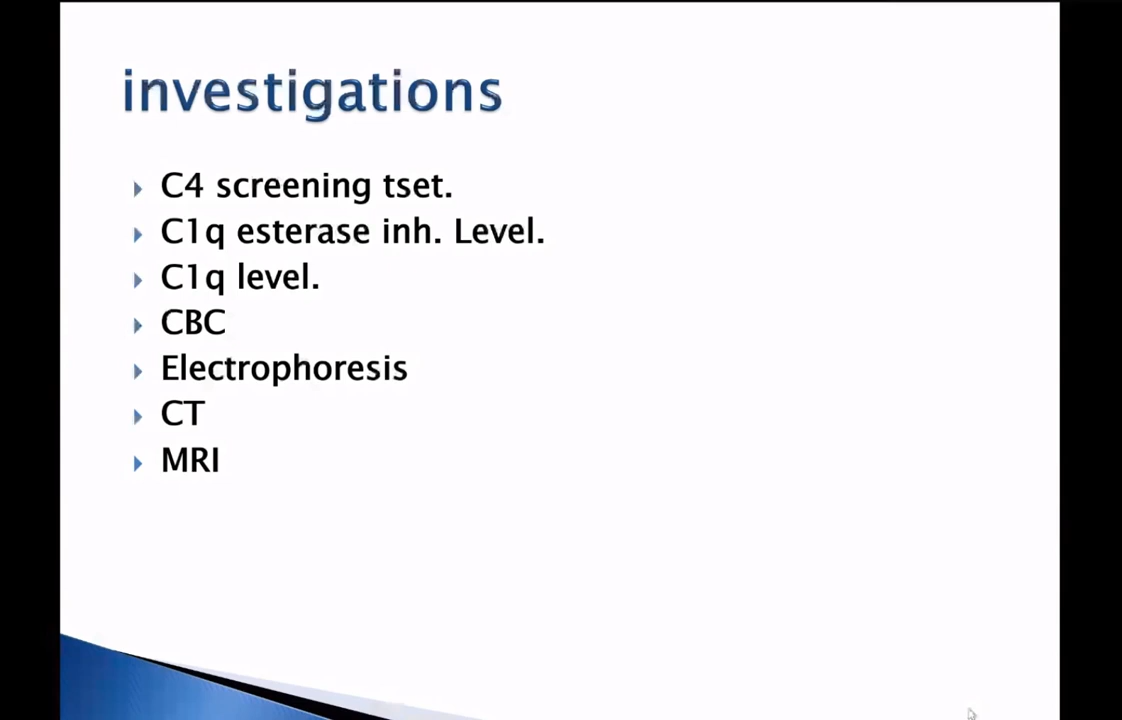 investigations
C4 screening tset.
C1q esterase inh. Level.
C1q level.
CBC
Electrophoresis
CT
MRI